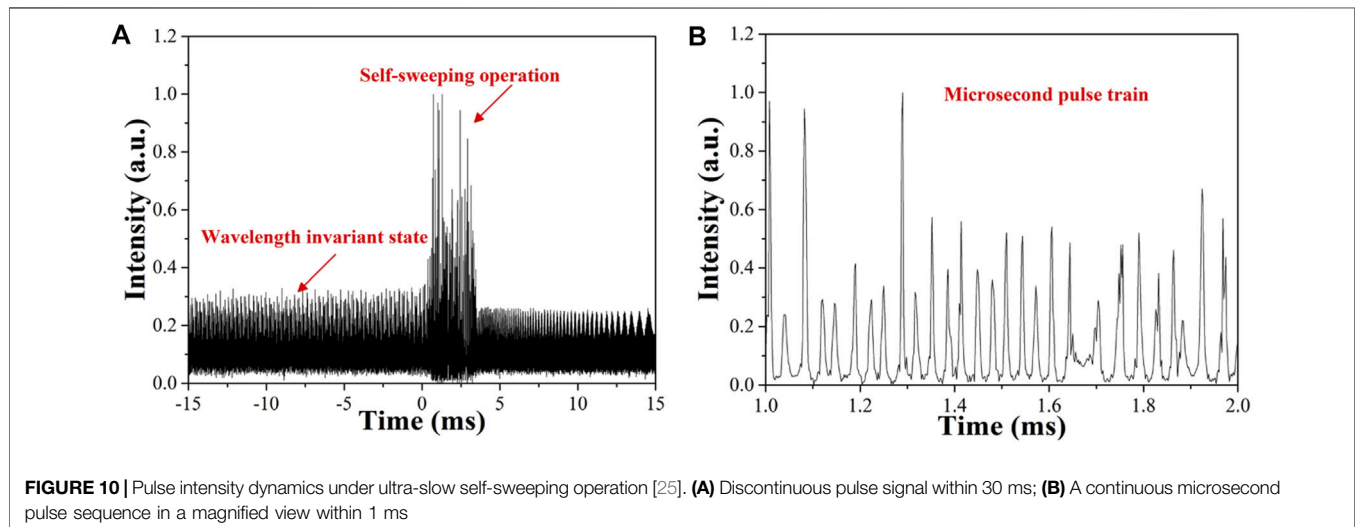 A
1.2
1.0
0.8
0.6
0.4
0.2
0.0
Intensity (a.u.)
Self-sweeping operation
Wavelength invariant state
-15 -10 -5 0 5 10 15
Time (ms)
B
1.2
1.0
0.8
0.6
0.4
0.2
0.0
Intensity (a.u.)
Microsecond pulse train
1.0 1.2 1.4 1.6 1.8 2.0
Time (ms)
FIGURE 10 | Pulse intensity dynamics under ultra-slow self-sweeping operation [25]. (A) Discontinuous pulse signal within 30 ms; (B) A continuous microsecond
pulse sequence in a magnified view within 1 ms